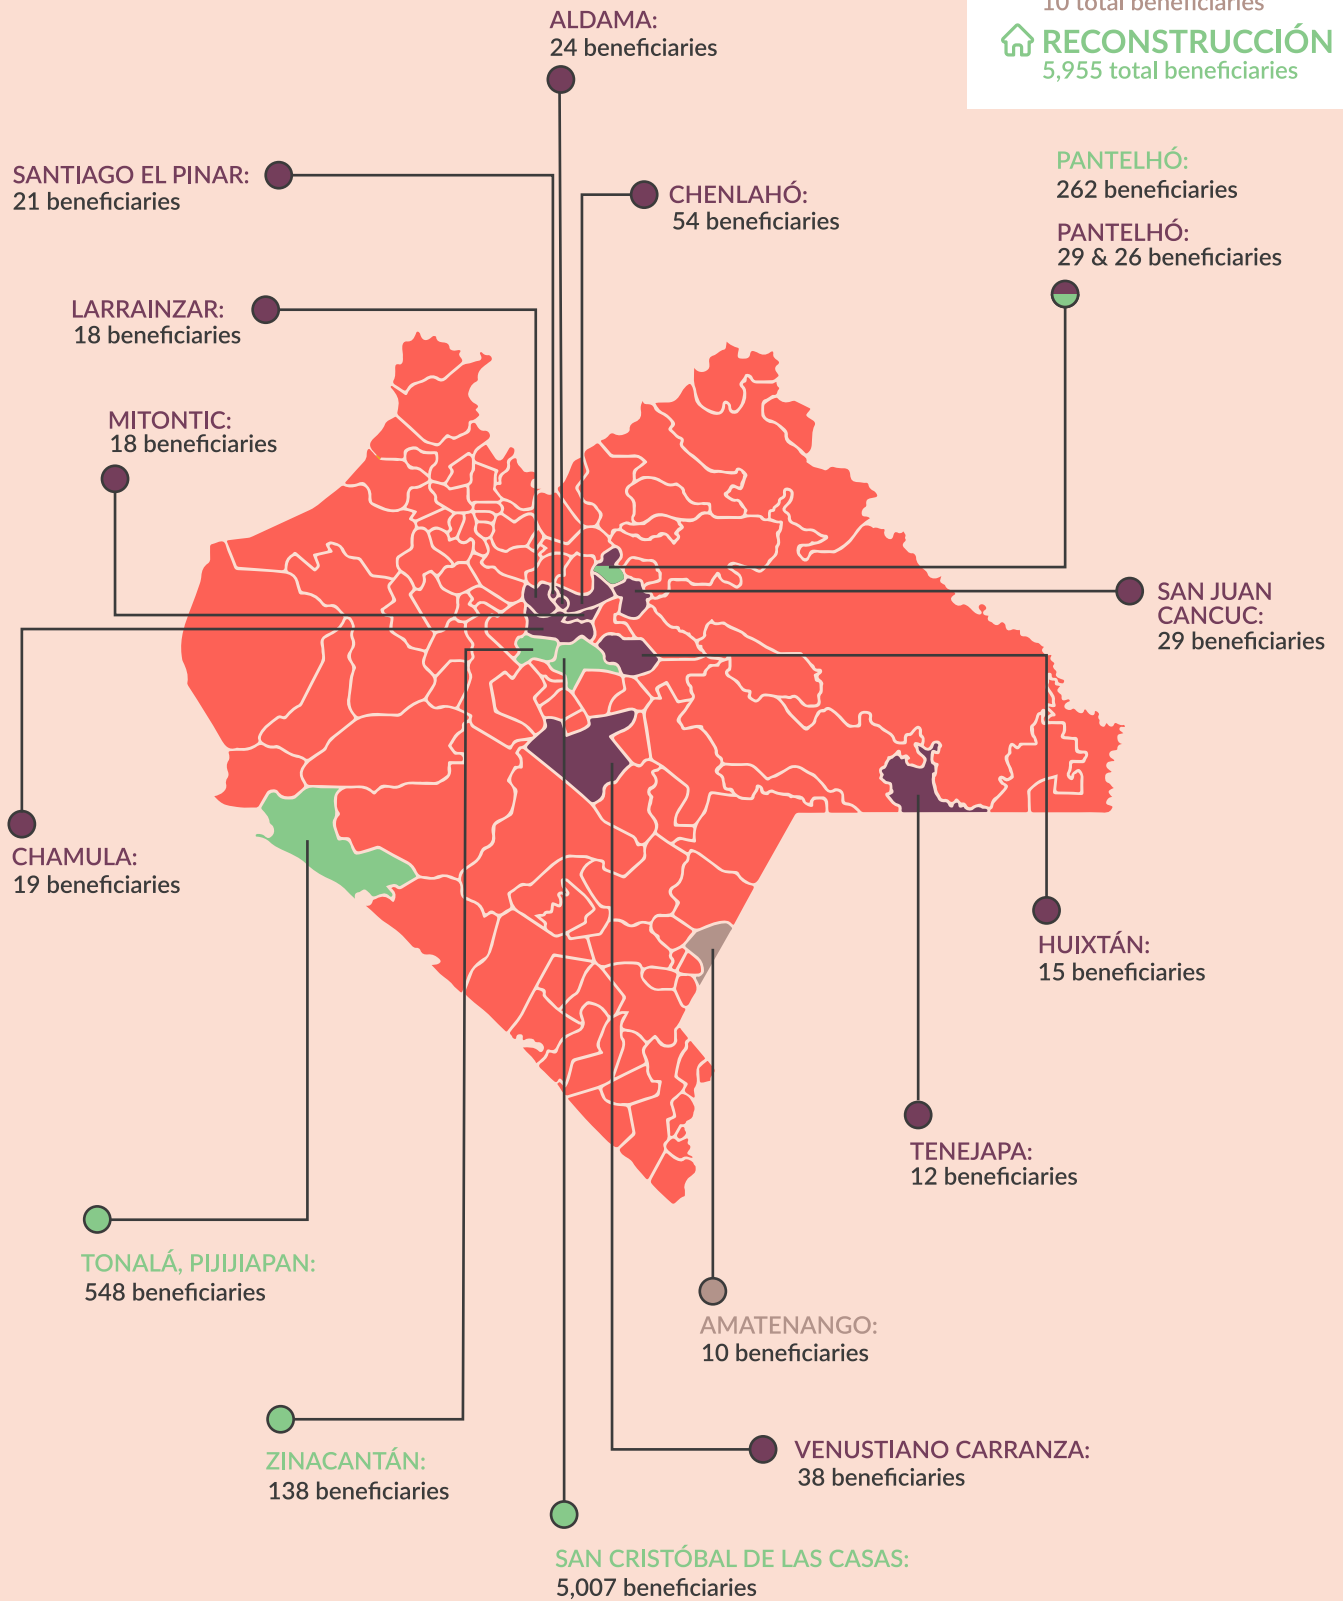 10 total beneficiaries
RECONSTRUCCIÓN
5,955 total beneficiaries
ALDAMA:
24 beneficiaries
SANTIAGO EL PINAR:
21 beneficiaries
CHENLAHÓ:
54 beneficiaries
PANTELHÓ:
262 beneficiaries
PANTELHÓ:
29 & 26 beneficiaries
LARRAINZAR:
18 beneficiaries
MITONTIC:
18 beneficiaries
SAN JUAN
CANCUC:
29 beneficiaries
CHAMULA:
19 beneficiaries
HUIXTÁN:
15 beneficiaries
TENEJAPA:
12 beneficiaries
TONALÁ, PIJIJIAPAN:
548 beneficiaries
AMATENANGO:
10 beneficiaries
ZINACANTÁN:
138 beneficiaries
VENUSTIANO CARRANZA:
38 beneficiaries
SAN CRISTÓBAL DE LAS CASAS:
5,007 beneficiaries